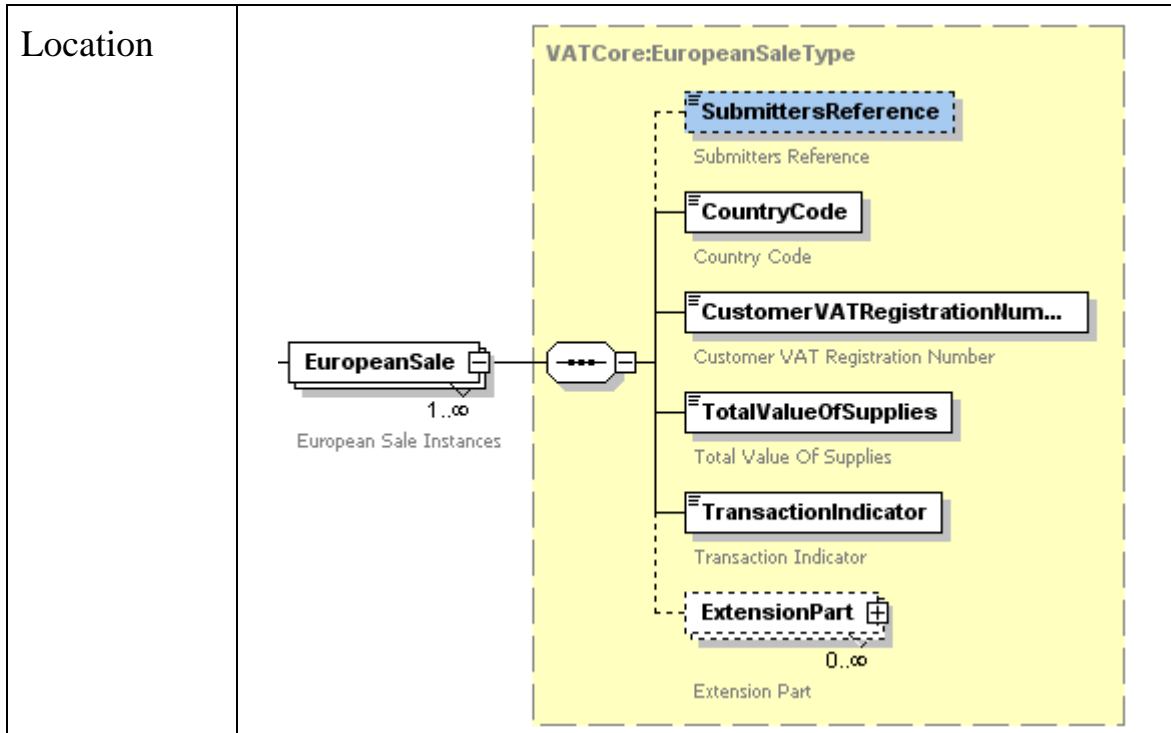 Location
VATCore:EuropeanSaleType
SubmittersReference
Submitters Reference
CountryCode
Country Code
CustomerVATRegistrationNum...
Customer VAT Registration Number
EuropeanSale
1..∞
European Sale Instances
TotalValueOfSupplies
Total Value Of Supplies
TransactionIndicator
Transaction Indicator
ExtensionPart
0..∞
Extension Part